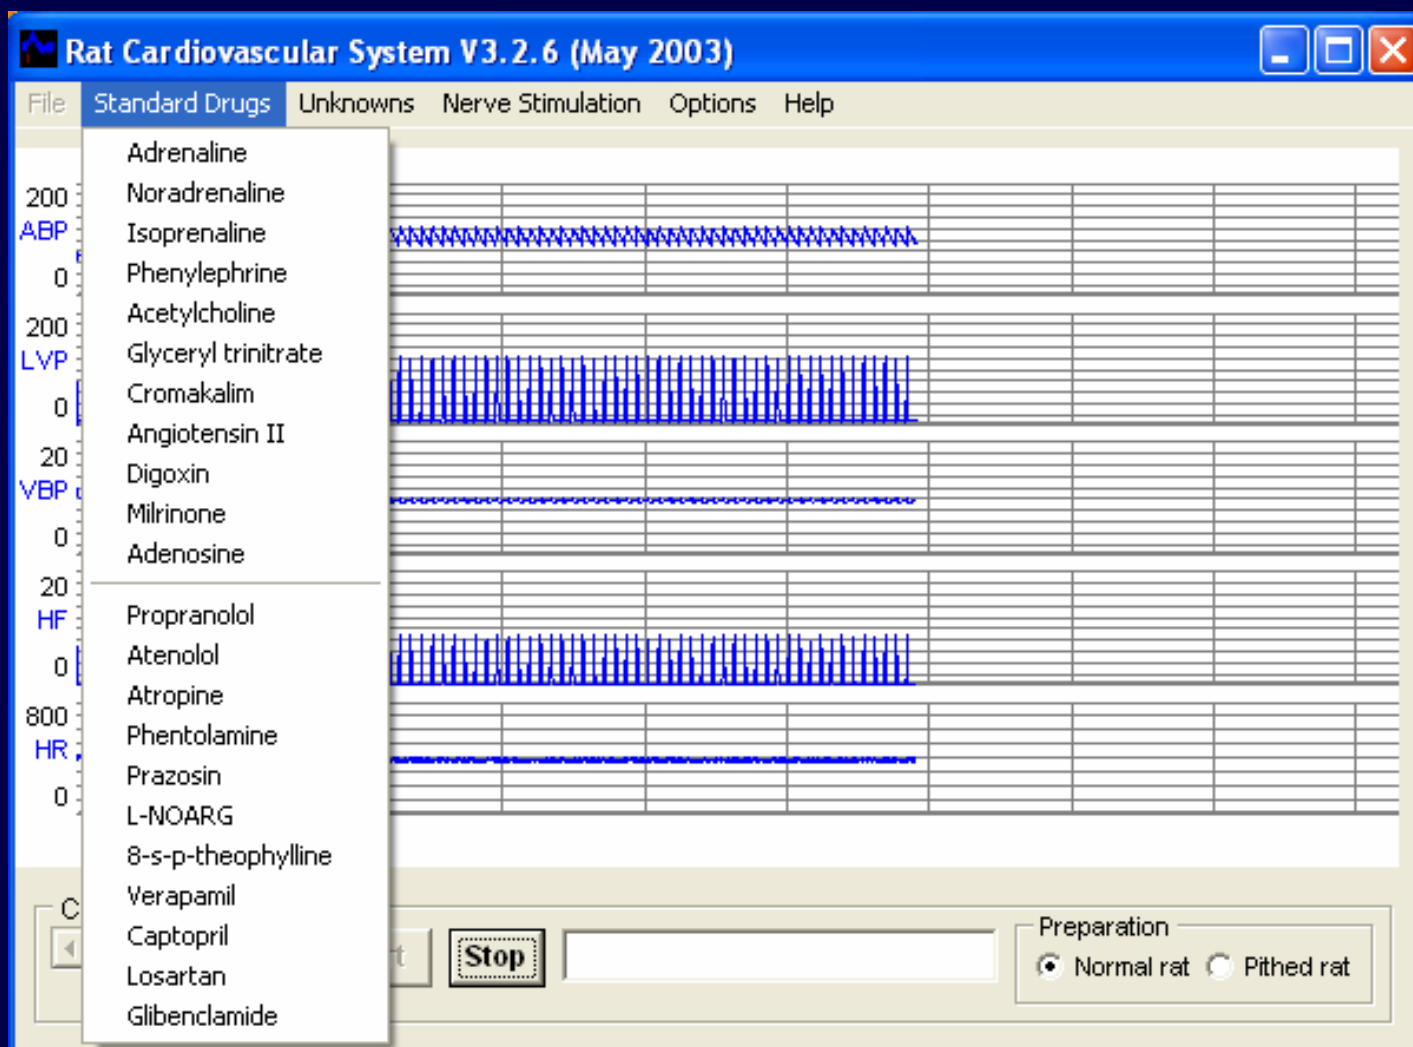 Rat Cardiovascular System V3.2.6 (May 2003)
File Standard Drugs Unknowns Nerve Stimulation Options Help
Adrenaline
Noradrenaline
Isoprenaline
Phenylephrine
Acetylcholine
Glyceryl trinitrate
Cromakalim
Angiotensin II
Digoxin
Milrinone
Adenosine
Propranolol
Atenolol
Atropine
Phentolamine
Prazosin
L-NOARG
8-s-p-theophylline
Verapamil
Captopril
Losartan
Glibenclamide
200
ABP
0
200
LVP
0
20
VBP
0
20
HF
0
800
HR
0
C
t
Stop
Preparation
Normal rat Pithed rat